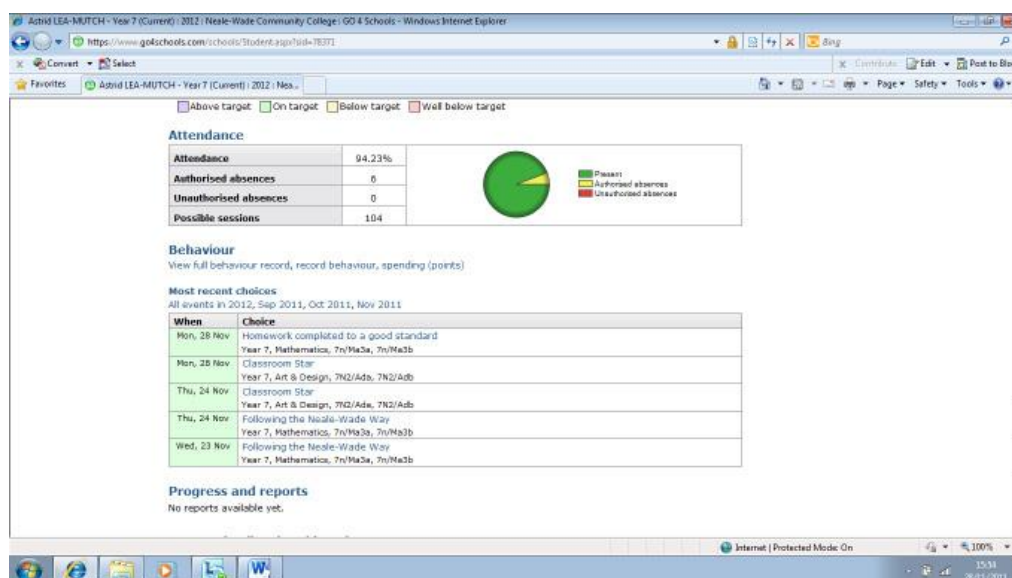 Astrid LEA-MUTCH - Year 7 (Current) : 2012 : Neale-Wade Community College : GO 4 Schools - Windows Internet Explorer
https://www.go4schools.com/schools/Student.aspx?sid=78371
Bing
x Convert Select
x Contribute Edit Post to Blo
Favorites Astrid LEA-MUTCH - Year 7 (Current) : 2012 : Nea...
Page Safety Tools
Above target On target Below target Well below target
Attendance
Attendance 94.23%
Authorised absences 6
Unauthorised absences 0
Possible sessions 104
Present
Authorised absences
Unauthorised absences
Behaviour
View full behaviour record, record behaviour, spending (points)
Most recent choices
All events in 2012, Sep 2011, Oct 2011, Nov 2011
When Choice
Mon, 28 Nov Homework completed to a good standard
Year 7, Mathematics, 7n/Ma3a, 7n/Ma3b
Mon, 28 Nov Classroom Star
Year 7, Art & Design, 7N2/Ada, 7N2/Adb
Thu, 24 Nov Classroom Star
Year 7, Art & Design, 7N2/Ada, 7N2/Adb
Thu, 24 Nov Following the Neale-Wade Way
Year 7, Mathematics, 7n/Ma3a, 7n/Ma3b
Wed, 23 Nov Following the Neale-Wade Way
Year 7, Mathematics, 7n/Ma3a, 7n/Ma3b
Progress and reports
No reports available yet.
Internet | Protected Mode: On 100%
15:34